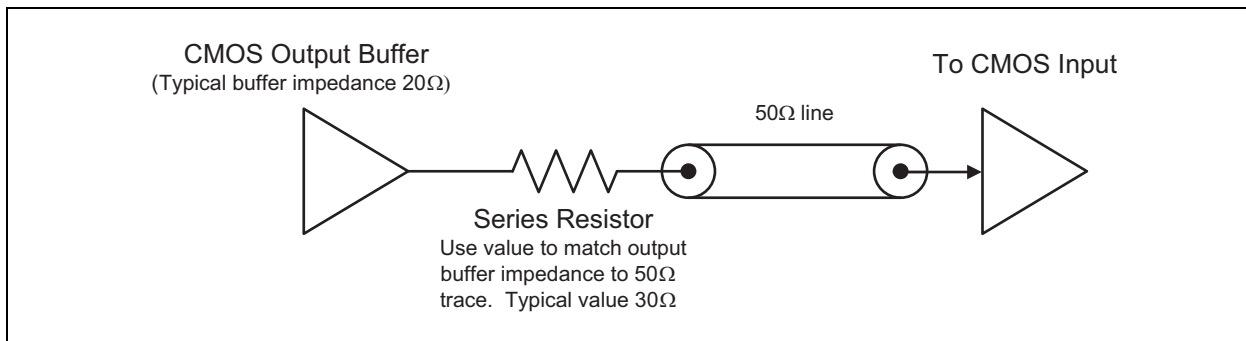 CMOS Output Buffer
(Typical buffer impedance 20Ω)
To CMOS Input
50Ω line
Series Resistor
Use value to match output
buffer impedance to 50Ω
trace. Typical value 30Ω